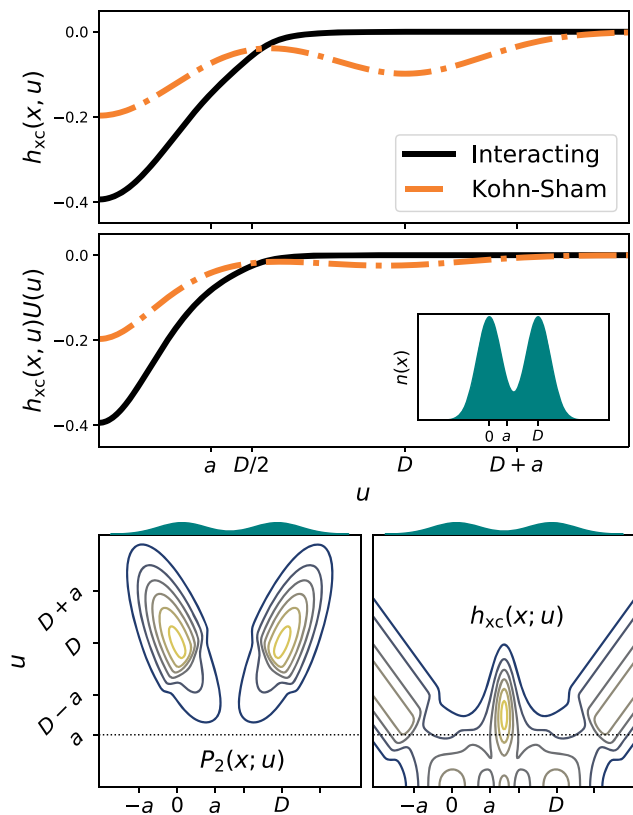 0.0
−0.2
−0.4
h_xc(x, u)
Interacting
Kohn-Sham
0.0
−0.2
−0.4
h_xc(x, u)U(u)
n(x)
0 a D
a D/2 D D + a
u
D+a
D
D−a
a
u
P₂(x; u)
h_xc(x; u)
−a 0 a D
−a 0 a D